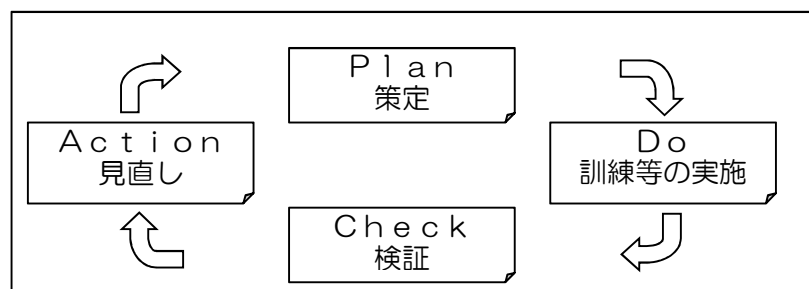 Ｐｌａｎ
策定
Ａｃｔｉｏｎ
見直し
Ｄｏ
訓練等の実施
Ｃｈｅｃｋ
検証